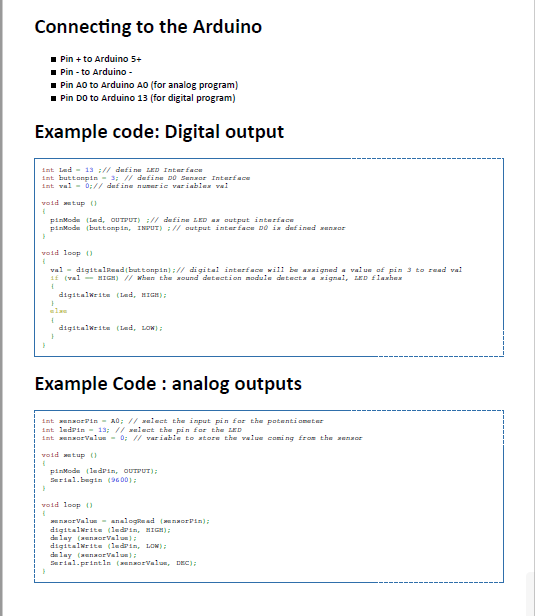 Connecting to the Arduino
■ Pin + to Arduino 5+
■ Pin - to Arduino -
■ Pin A0 to Arduino A0 (for analog program)
■ Pin D0 to Arduino 13 (for digital program)
Example code: Digital output
int Led = 13 ;// define LED Interface
int buttonpin = 3; // define D0 Sensor Interface
int val = 0;// define numeric variables val
void setup ()
{
pinMode (Led, OUTPUT) ;// define LED as output interface
pinMode (buttonpin, INPUT) ;// output interface D0 is defined sensor
}
void loop ()
{
val = digitalRead(buttonpin);// digital interface will be assigned a value of pin 3 to read val
if (val == HIGH) // When the sound detection module detects a signal, LED flashes
{
digitalWrite (Led, HIGH);
}
else
{
digitalWrite (Led, LOW);
}
}
Example Code : analog outputs
int sensorPin = A0; // select the input pin for the potentiometer
int ledPin = 13; // select the pin for the LED
int sensorValue = 0; // variable to store the value coming from the sensor
void setup ()
{
pinMode (ledPin, OUTPUT);
Serial.begin (9600);
}
void loop ()
{
sensorValue = analogRead (sensorPin);
digitalWrite (ledPin, HIGH);
delay (sensorValue);
digitalWrite (ledPin, LOW);
delay (sensorValue);
Serial.println (sensorValue, DEC);
}